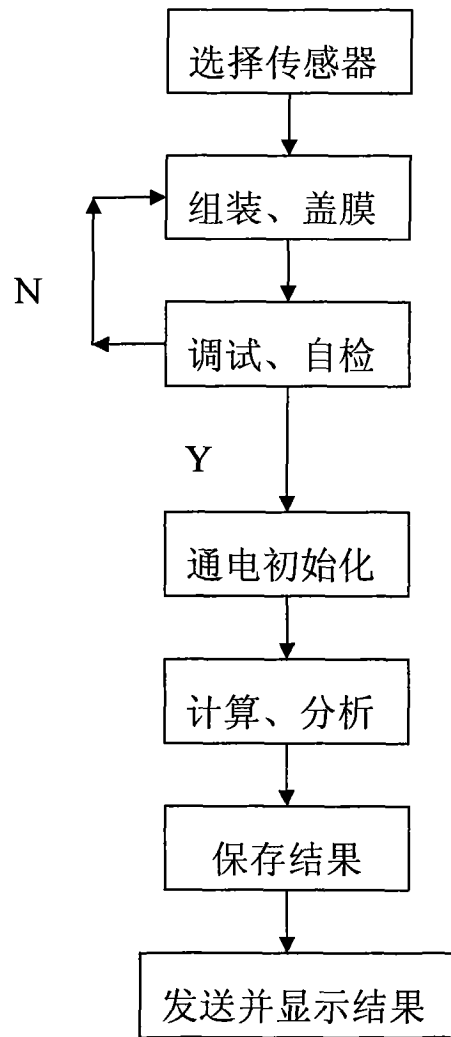 选择传感器
组装、盖膜
N
调试、自检
Y
通电初始化
计算、分析
保存结果
发送并显示结果